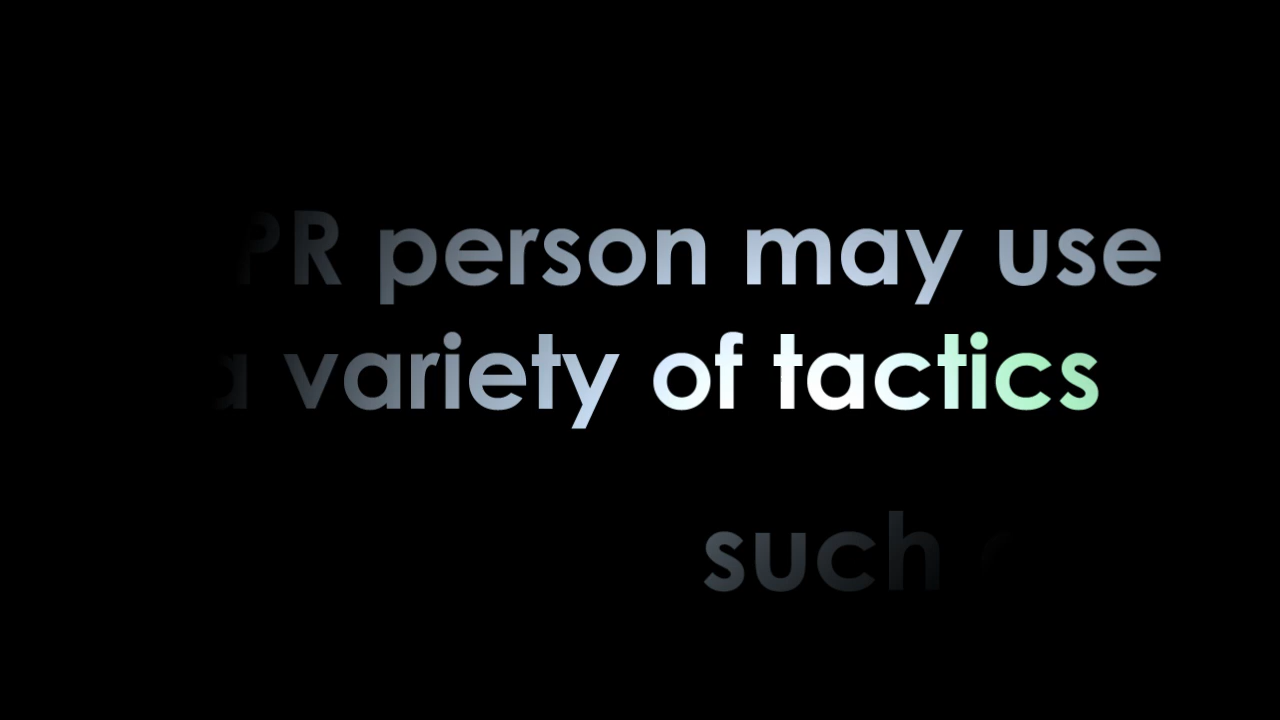 PR person may use
a variety of tactics
such